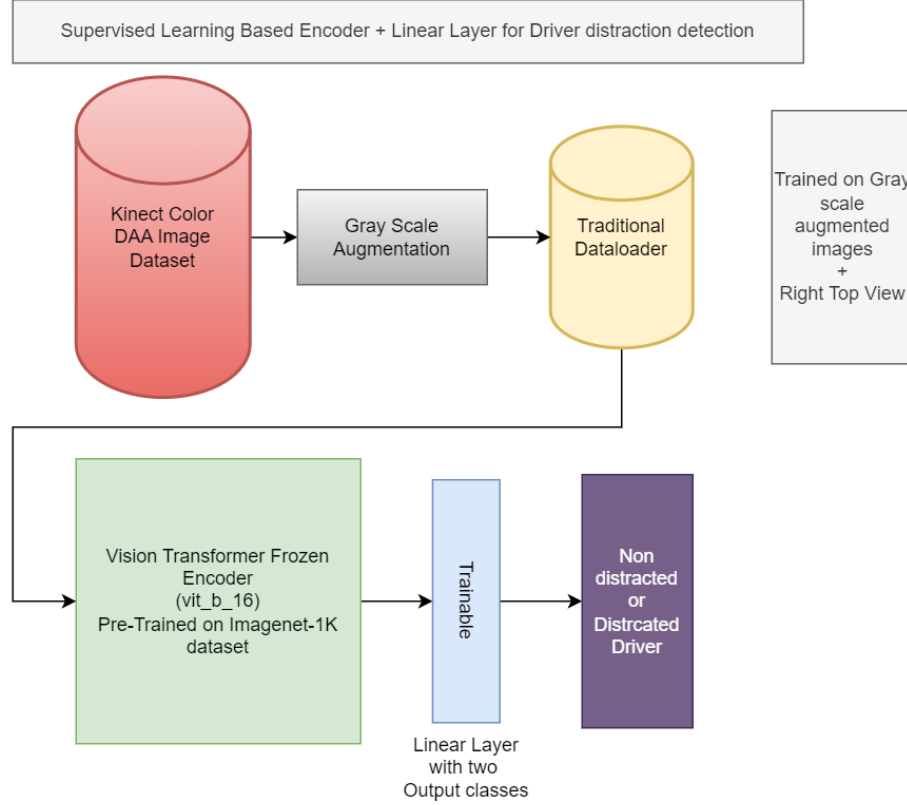 Supervised Learning Based Encoder + Linear Layer for Driver distraction detection
Kinect Color
DAA Image
Dataset
Gray Scale
Augmentation
Traditional
Dataloader
Trained on Gray
scale
augmented
images
+
Right Top View
Vision Transformer Frozen
Encoder
(vit_b_16)
Pre-Trained on Imagenet-1K
dataset
Trainable
Linear Layer
with two
Output classes
Non
distracted
or
Distrcated
Driver